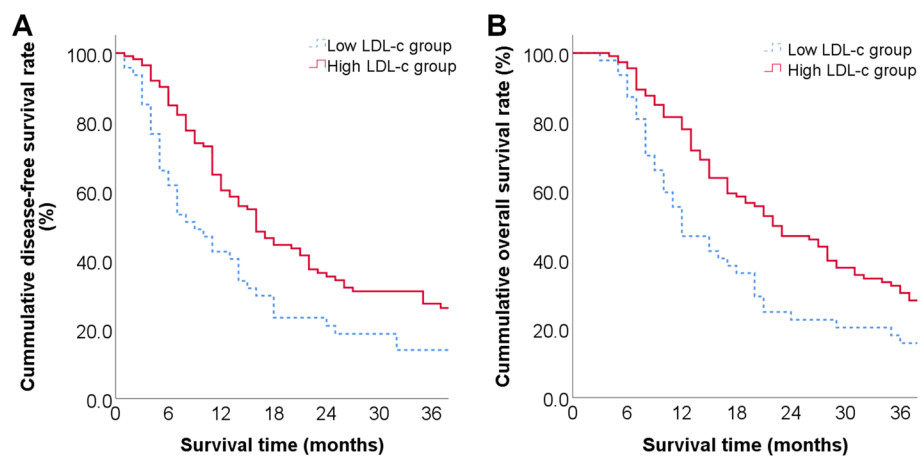 A
Cummulative disease-free survival rate
(%)
100.0
80.0
60.0
40.0
20.0
0.0
Low LDL-c group
High LDL-c group
0 6 12 18 24 30 36
Survival time (months)
B
Cummulative overall survival rate (%)
100.0
80.0
60.0
40.0
20.0
0.0
Low LDL-c group
High LDL-c group
0 6 12 18 24 30 36
Survival time (months)